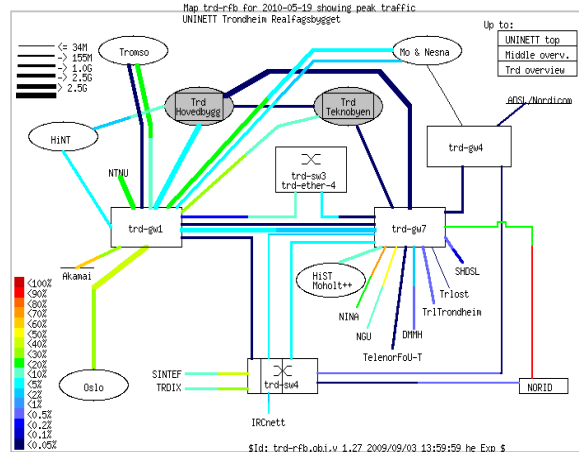 Map trd-rfb for 2010-05-19 showing peak traffic
UNINETT Trondheim Realfagsbygget
Up to:
UNINETT top
Middle overv.
Trd overview
<= 34M
-> 155M
-> 1.0G
-> 2.5G
> 2.5G
Tromso
Mo & Nesna
Trd
Hovedbygg
Trd
Teknobyen
ADSL/Nordicom
HiNT
trd-gw4
NTNU
trd-sw3
trd-ether-4
trd-gw1
trd-gw7
Akamai
HiST
Moholt++
SHDSL
Trlost
TrlTrondheim
NINA
NGU
DMMH
TelenorFoU-T
<100%
<90%
<80%
<70%
<60%
<50%
<40%
<30%
<20%
<10%
<5%
<2%
<1%
<0.5%
<0.2%
<0.1%
<0.05%
Oslo
SINTEF
TRDIX
trd-sw4
NORID
IRCnett
$Id: trd-rfb.obj,v 1.27 2009/09/03 13:59:59 he Exp $